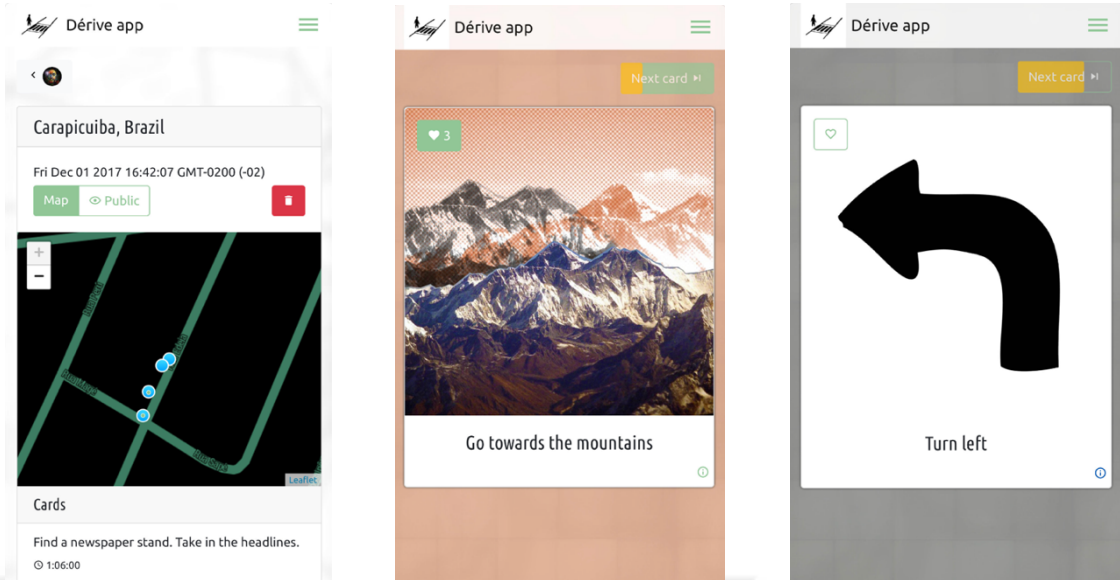 Dérive app
Carapicuiba, Brazil
Fri Dec 01 2017 16:42:07 GMT-0200 (-02)
Map
Public
+
−
Leaflet
Cards
Find a newspaper stand. Take in the headlines.
1:06:00
Dérive app
Next card
3
Go towards the mountains
Dérive app
Next card
Turn left